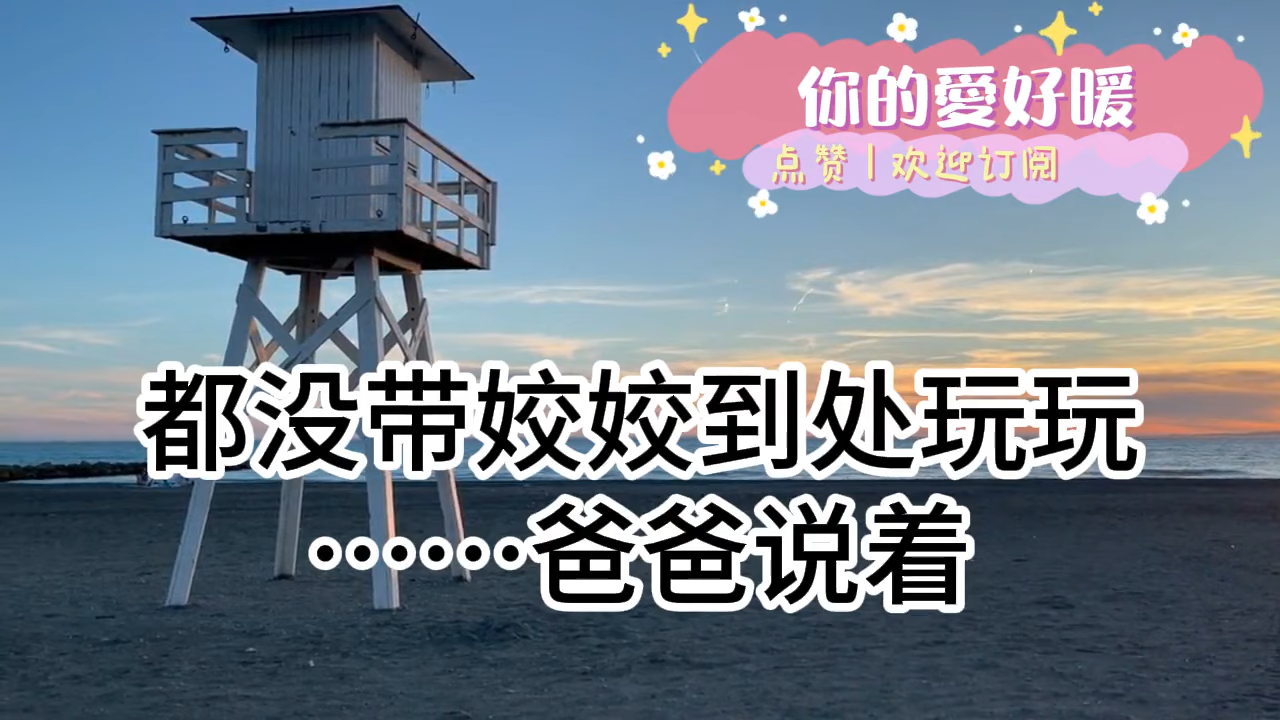 你的愛好暖
点赞 | 欢迎订阅
都没带姣姣到处玩玩
……爸爸说着